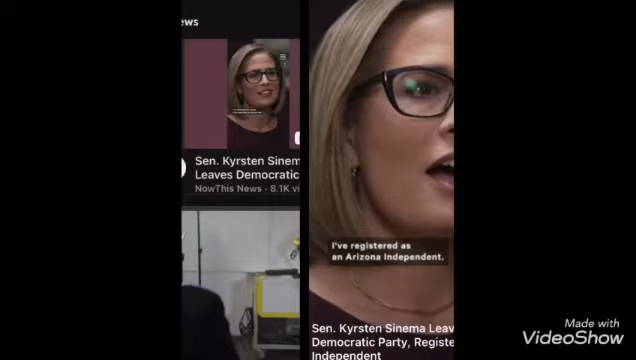 ews
Sen. Kyrsten Sinem
Leaves Democratic
NowThis News · 8.1K vi
I've registered as
an Arizona Independent.
Sen. Kyrsten Sinema Leav
Democratic Party, Registe
Independent
Made with
VideoShow